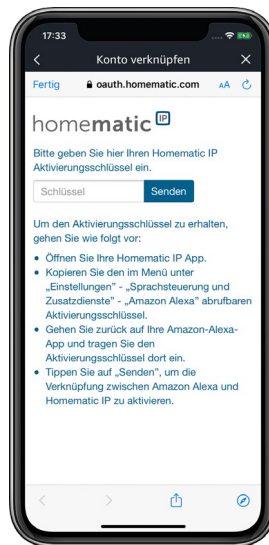 17:33
Konto verknüpfen
Fertig
oauth.homematic.com
AA
homematic IP
Bitte geben Sie hier Ihren Homematic IP
Aktivierungsschlüssel ein.
Schlüssel
Senden
Um den Aktivierungsschlüssel zu erhalten,
gehen Sie wie folgt vor:
• Öffnen Sie Ihre Homematic IP App.
• Kopieren Sie den im Menü unter
„Einstellungen" - „Sprachsteuerung und
Zusatzdienste" - „Amazon Alexa" abrufbaren
Aktivierungsschlüssel.
• Gehen Sie zurück auf Ihre Amazon-Alexa-
App und tragen Sie den
Aktivierungsschlüssel dort ein.
• Tippen Sie auf „Senden", um die
Verknüpfung zwischen Amazon Alexa und
Homematic IP zu aktivieren.